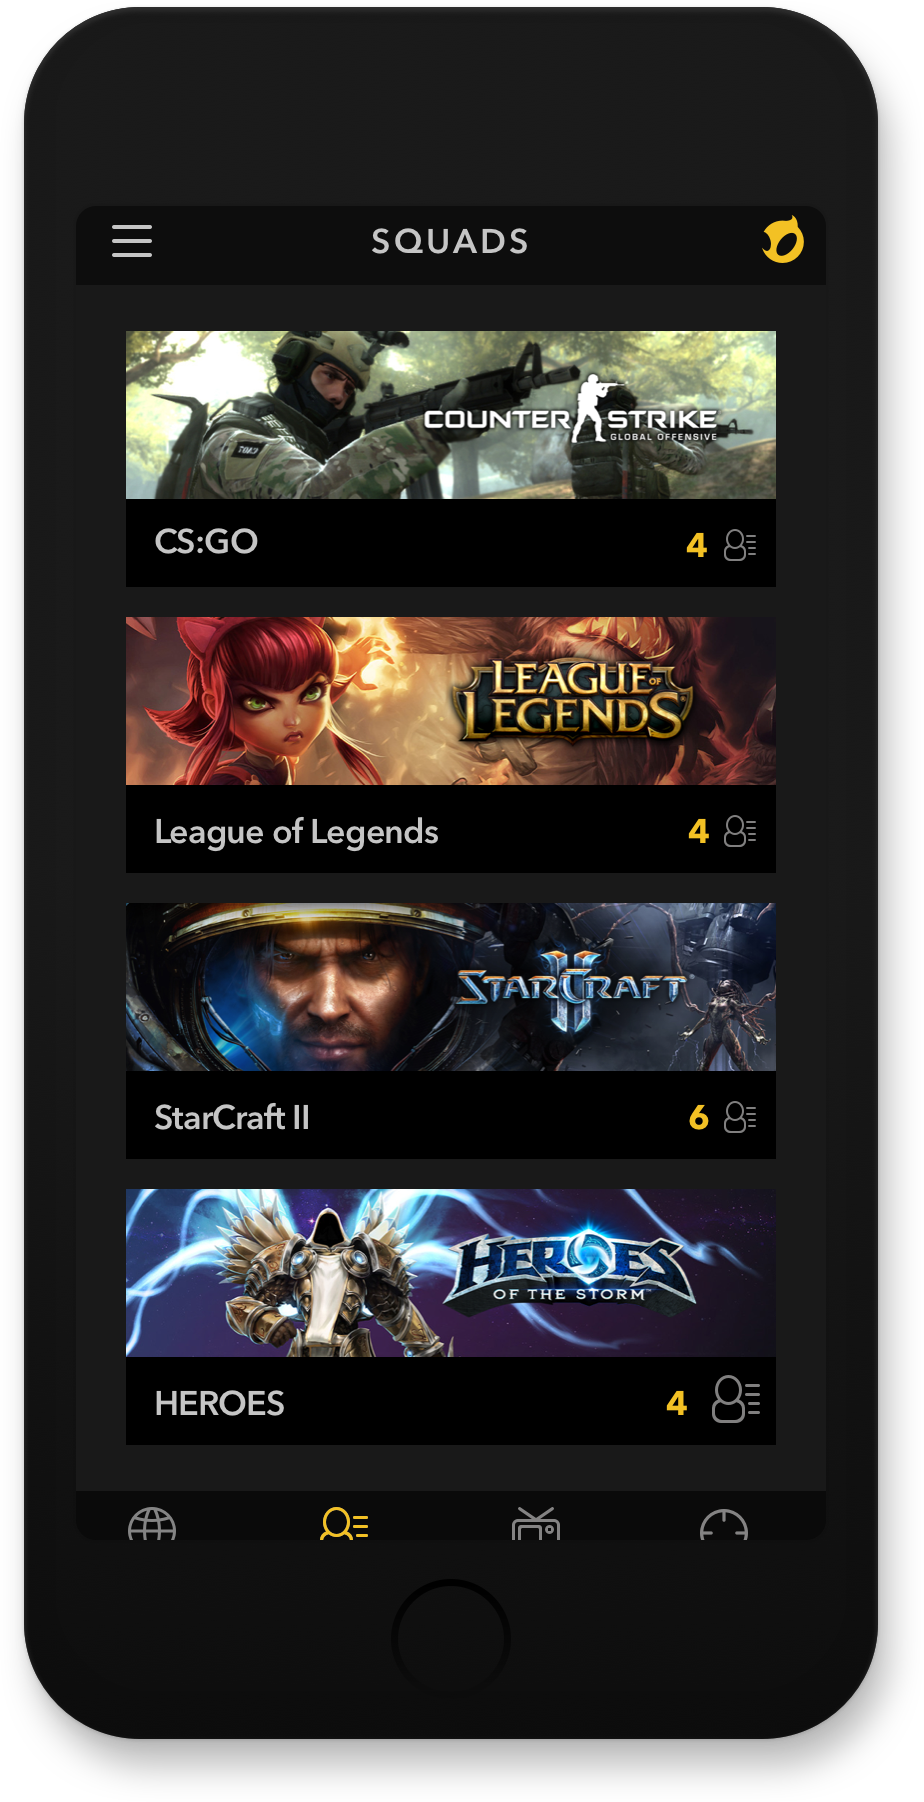 SQUADS
COUNTER STRIKE
GLOBAL OFFENSIVE
CS:GO
4
LEAGUE OF
LEGENDS
League of Legends
4
STARCRAFT
II
StarCraft II
6
HEROES
OF THE STORM™
HEROES
4